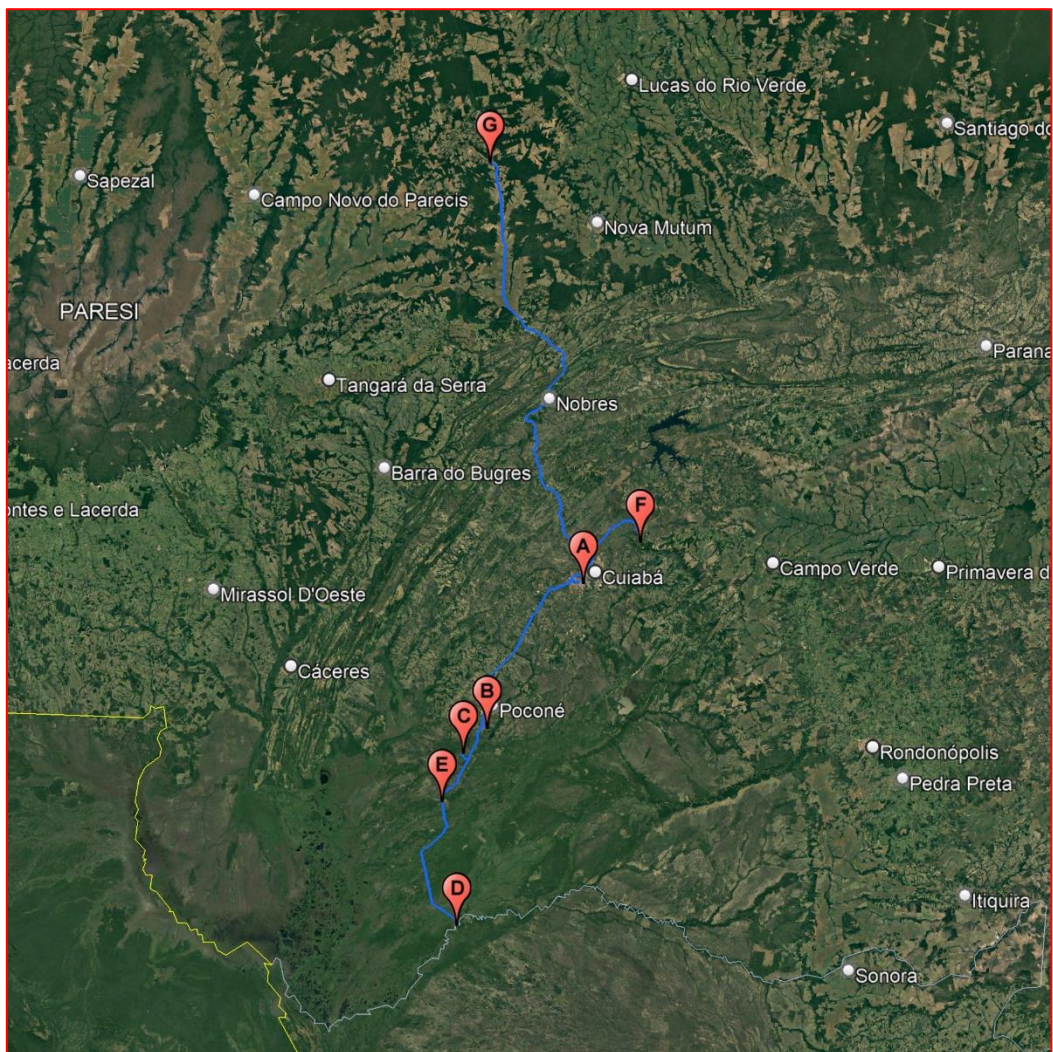 Lucas do Rio Verde
G
Santiago do
Sapezal
Campo Novo do Parecis
Nova Mutum
PARESI
Parana
acerda
Tangará da Serra
Nobres
Barra do Bugres
ontes e Lacerda
F
A
Cuiabá
Campo Verde
Primavera d
Mirassol D'Oeste
Cáceres
B
Poconé
C
Rondonópolis
E
Pedra Preta
D
Itiquira
Sonora